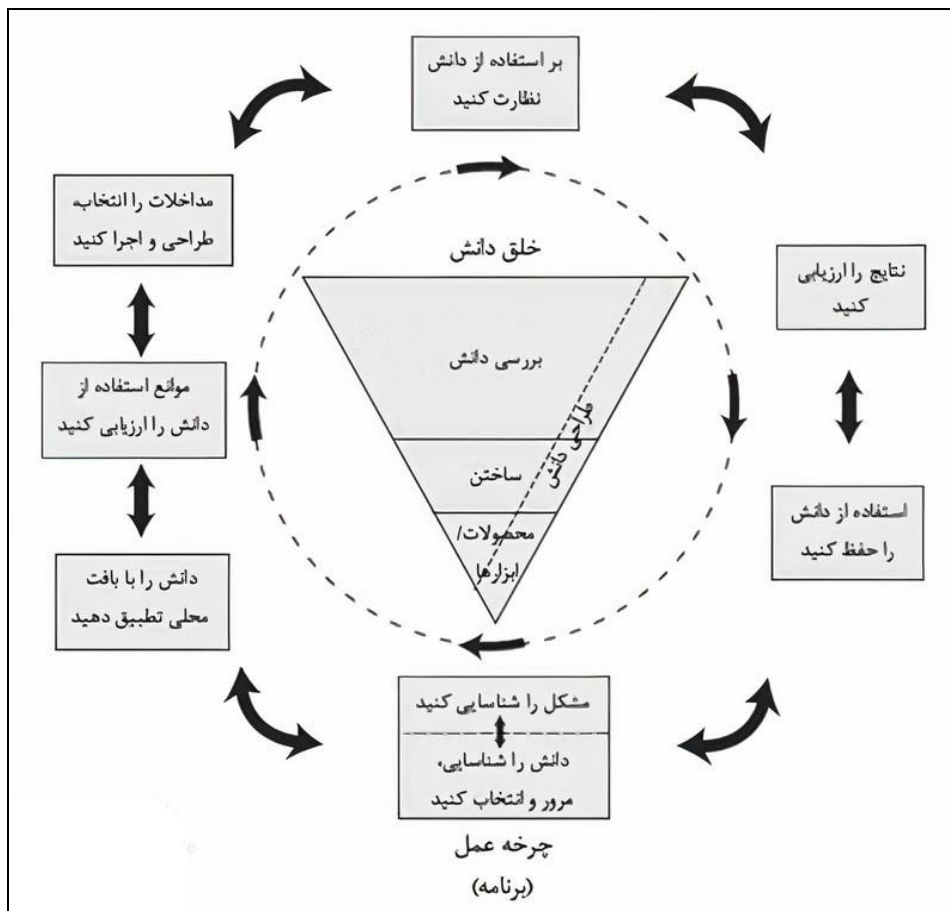 بر استفاده از دانش
نظارت کنید
مداخلات را انتخاب،
طراحی و اجرا کنید
خلق دانش
نتایج را ارزیابی
کنید
بررسی دانش
موانع استفاده از
دانش را ارزیابی کنید
طراحی دانش
ساختن
استفاده از دانش
را حفظ کنید
محصولات/
ابزارها
دانش را با بافت
محلی تطبیق دهید
مشکل را شناسایی کنید
دانش را شناسایی،
مرور و انتخاب کنید
چرخه عمل
(برنامه)